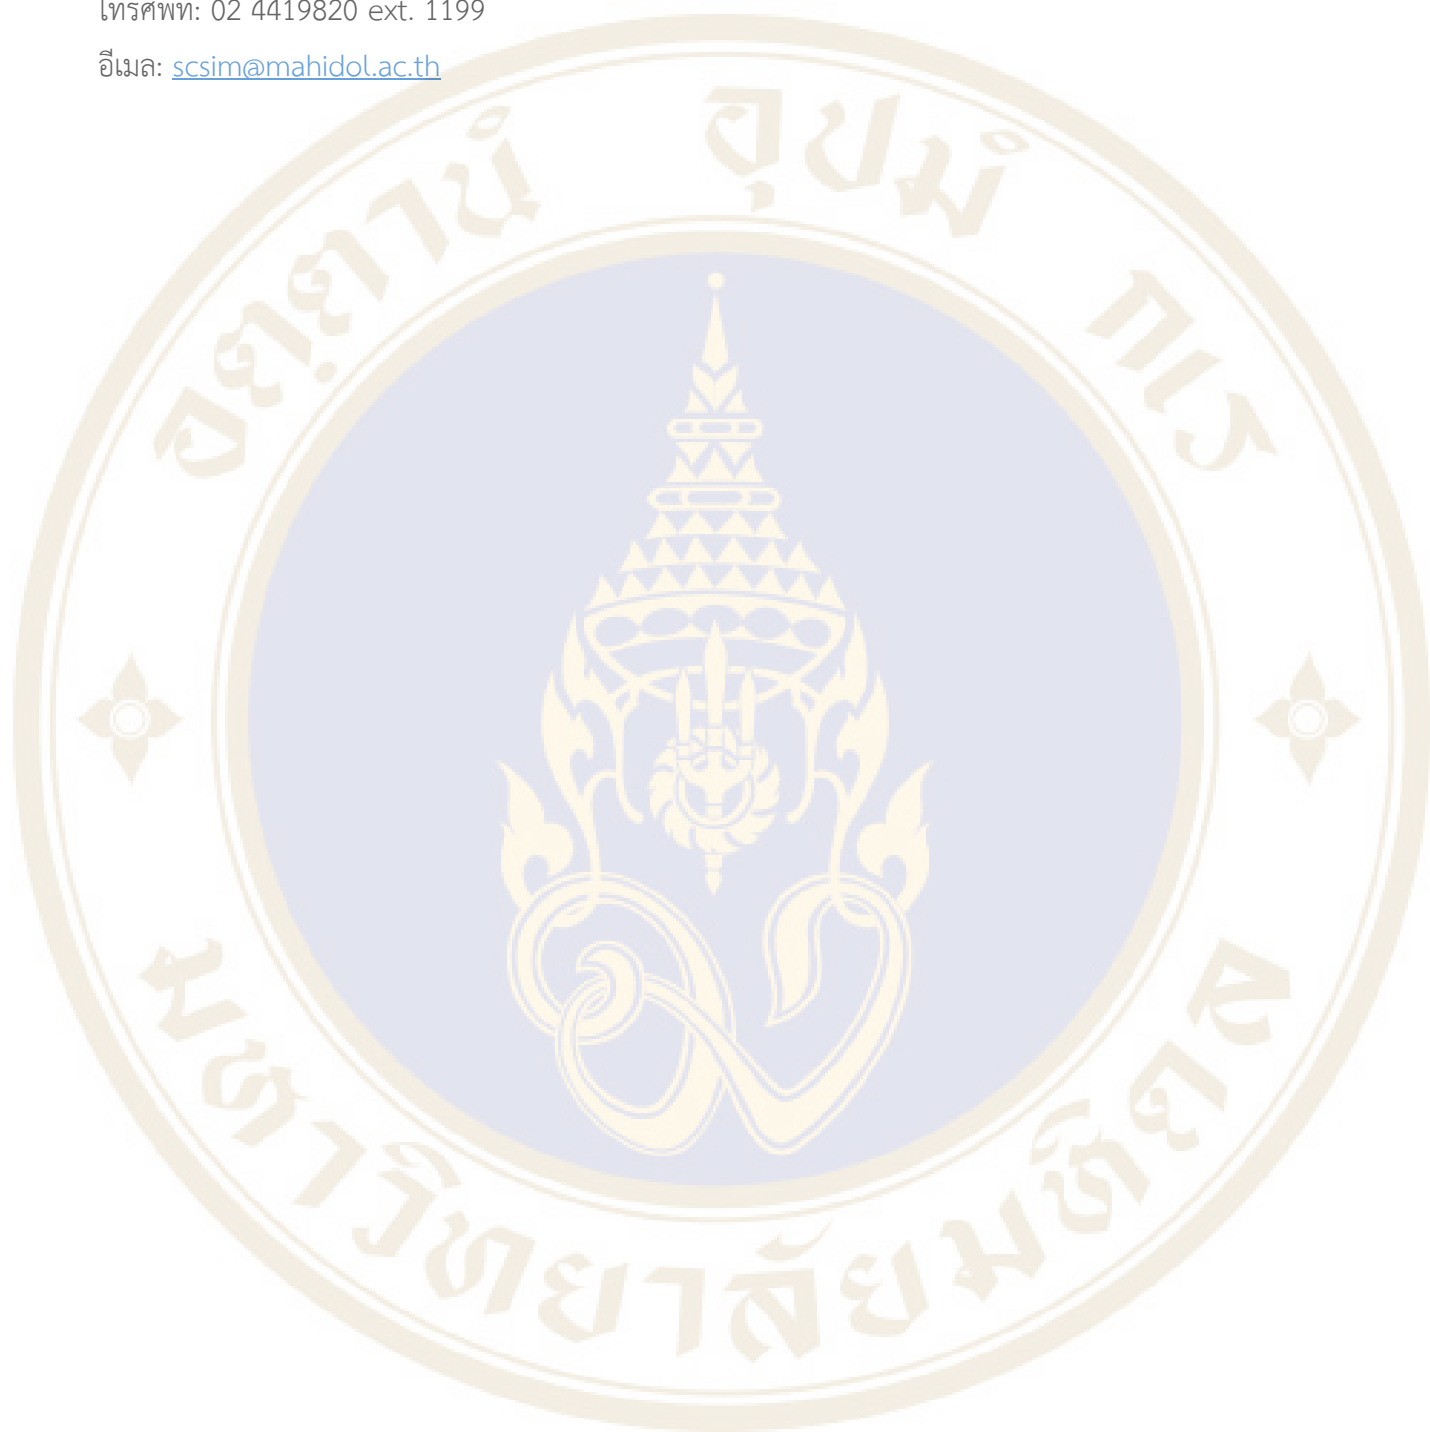 โทรศัพท์: 02 4419820 ext. 1199
อีเมล: scsim@mahidol.ac.th
อตฺตานํ อุปมํ กเร
มหาวิทยาลัยมหิดล